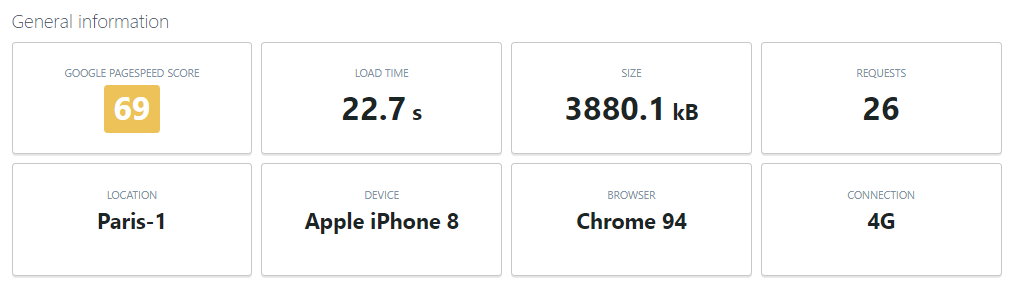 General information
GOOGLE PAGESPEED SCORE
69
LOAD TIME
22.7 s
SIZE
3880.1 kB
REQUESTS
26
LOCATION
Paris-1
DEVICE
Apple iPhone 8
BROWSER
Chrome 94
CONNECTION
4G